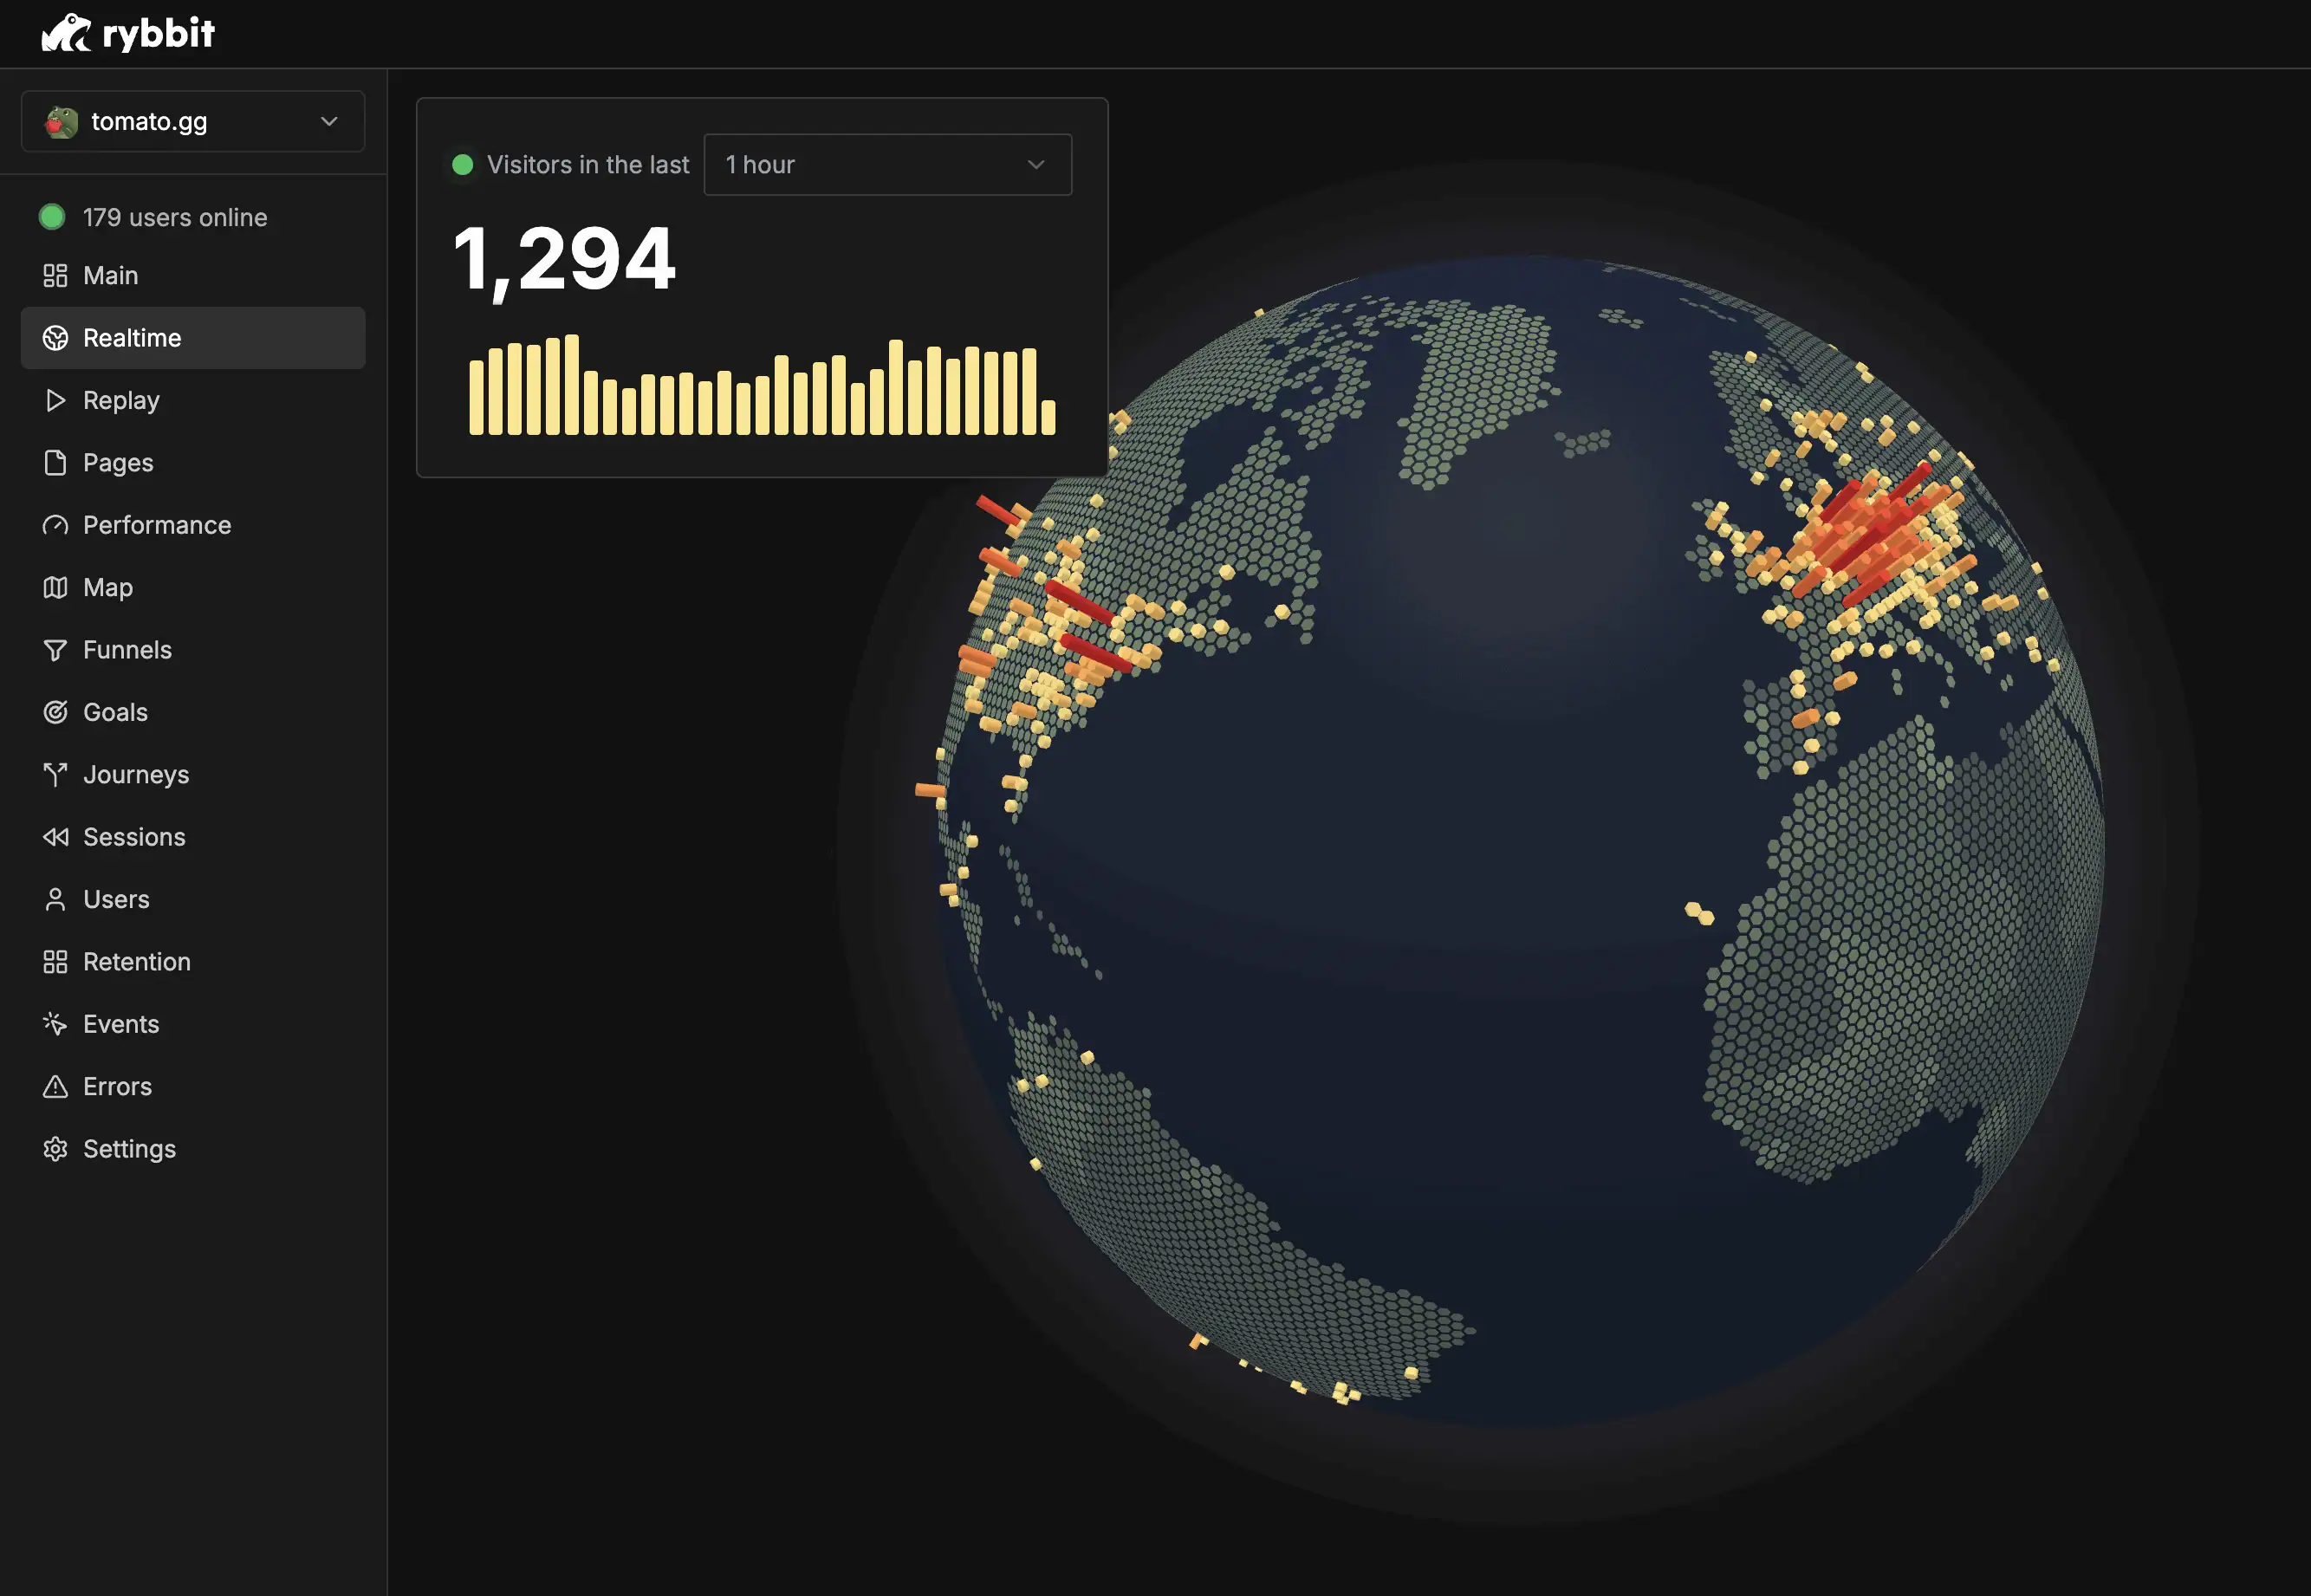 rybbit
tomato.gg
179 users online
Main
Realtime
Replay
Pages
Performance
Map
Funnels
Goals
Journeys
Sessions
Users
Retention
Events
Errors
Settings
Visitors in the last 1 hour
1,294